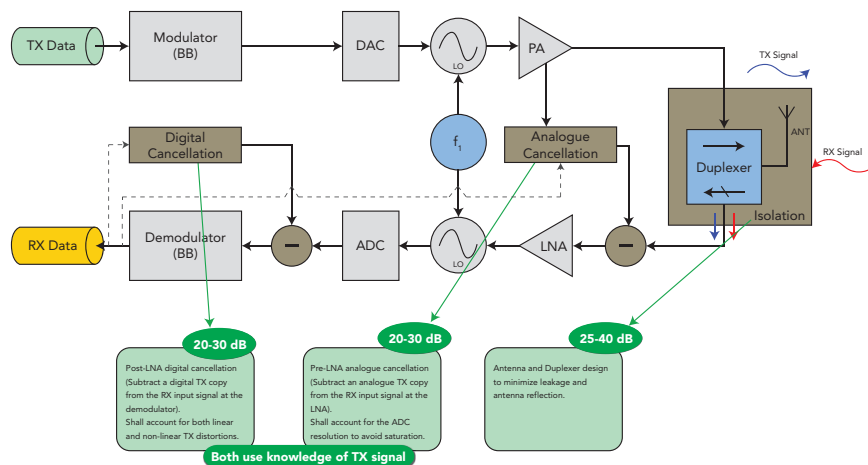 TX Data
Modulator
(BB)
DAC
LO
PA
TX Signal
Digital
Cancellation
f1
Analogue
Cancellation
ANT
Duplexer
RX Signal
Isolation
RX Data
Demodulator
(BB)
−
ADC
LO
LNA
−
20-30 dB
Post-LNA digital cancellation
(Subtract a digital TX copy
from the RX input signal at the
demodulator).
Shall account for both linear
and non-linear TX distortions.
20-30 dB
Pre-LNA analogue cancellation
(Subtract an analogue TX copy
from the RX input signal at the
LNA).
Shall account for the ADC
resolution to avoid saturation.
25-40 dB
Antenna and Duplexer design
to minimize leakage and
antenna reflection.
Both use knowledge of TX signal